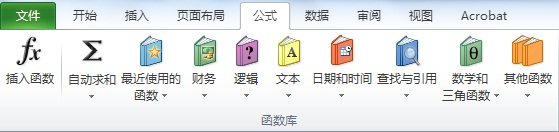 文件 开始 插入 页面布局 公式 数据 审阅 视图 Acrobat
fx Σ A θ
插入函数 自动求和 最近使用的 财务 逻辑 文本 日期和时间 查找与引用 数学和 其他函数
函数 三角函数
函数库